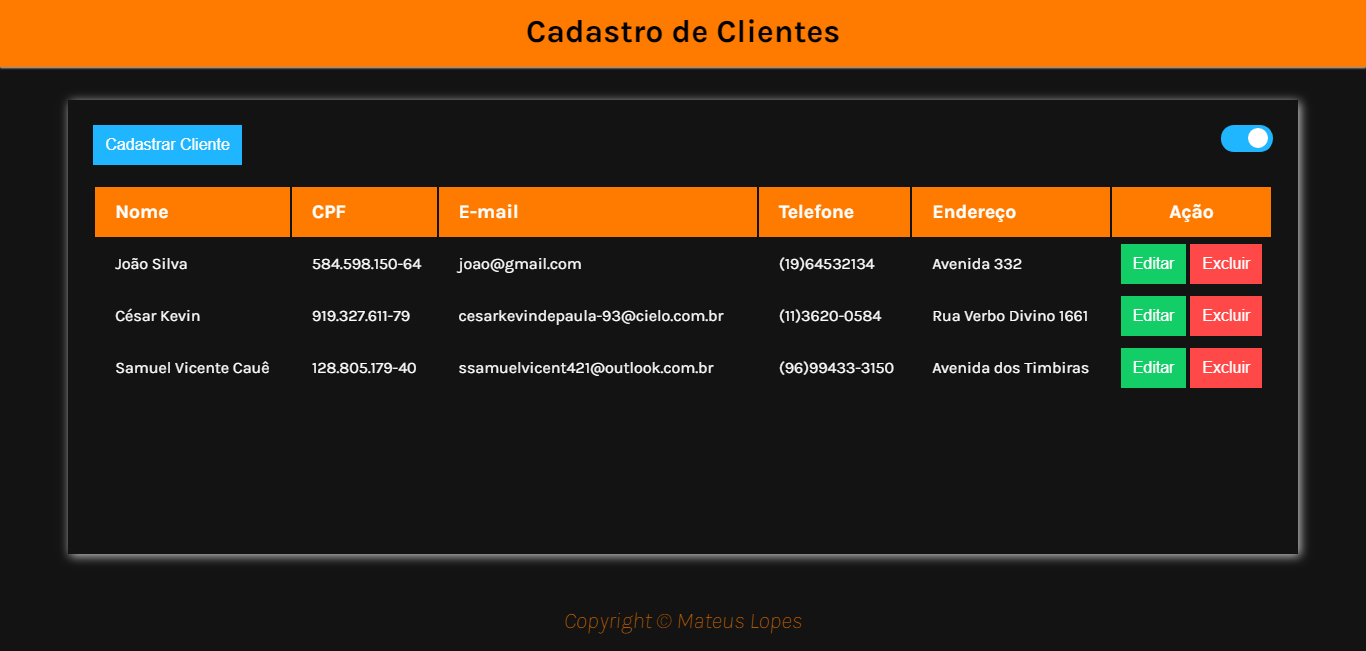 Cadastro de Clientes
Cadastrar Cliente
Nome CPF E-mail Telefone Endereço Ação
João Silva 584.598.150-64 joao@gmail.com (19)64532134 Avenida 332 Editar Excluir
César Kevin 919.327.611-79 cesarkevindepaula-93@cielo.com.br (11)3620-0584 Rua Verbo Divino 1661 Editar Excluir
Samuel Vicente Cauê 128.805.179-40 ssamuelvicent421@outlook.com.br (96)99433-3150 Avenida dos Timbiras Editar Excluir
Copyright © Mateus Lopes